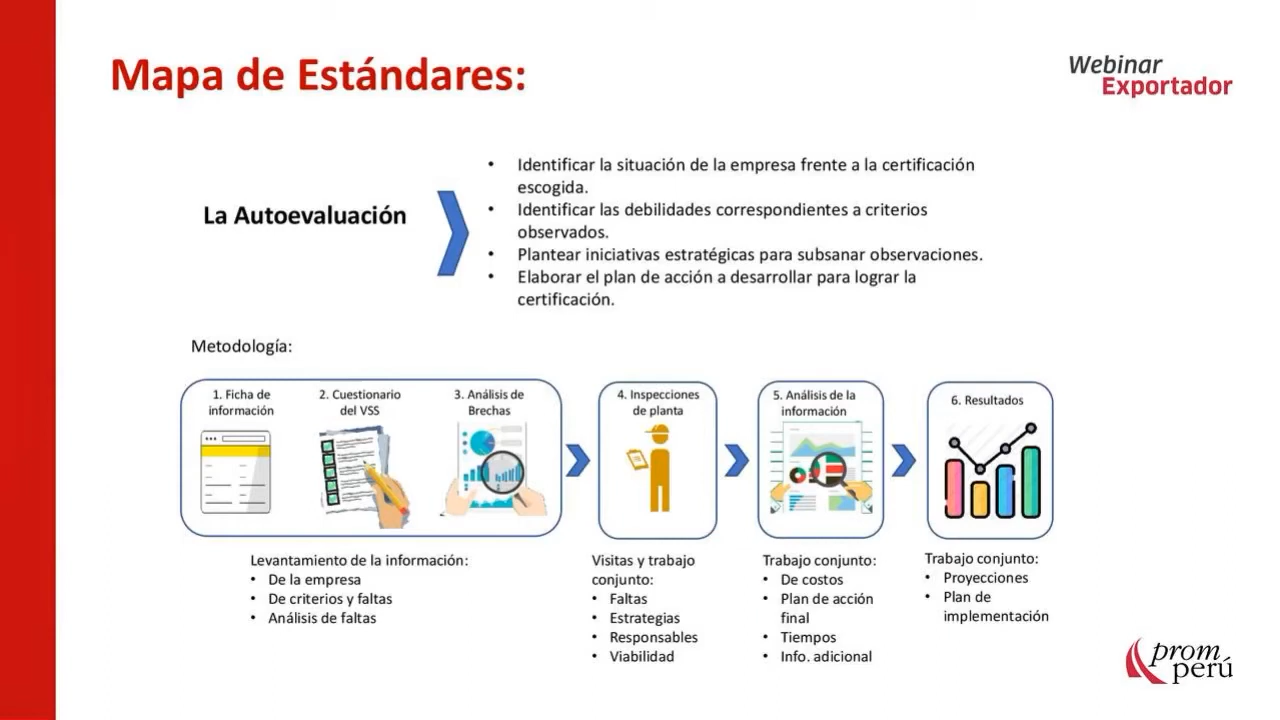 Mapa de Estándares:
Webinar
Exportador
La Autoevaluación
• Identificar la situación de la empresa frente a la certificación
escogida.
• Identificar las debilidades correspondientes a criterios
observados.
• Plantear iniciativas estratégicas para subsanar observaciones.
• Elaborar el plan de acción a desarrollar para lograr la
certificación.
Metodología:
1. Ficha de
información
2. Cuestionario
del VSS
3. Análisis de
Brechas
4. Inspecciones
de planta
5. Análisis de la
información
6. Resultados
Levantamiento de la información:
• De la empresa
• De criterios y faltas
• Análisis de faltas
Visitas y trabajo
conjunto:
• Faltas
• Estrategias
• Responsables
• Viabilidad
Trabajo conjunto:
• De costos
• Plan de acción
final
• Tiempos
• Info. adicional
Trabajo conjunto:
• Proyecciones
• Plan de
implementación
prom
perú